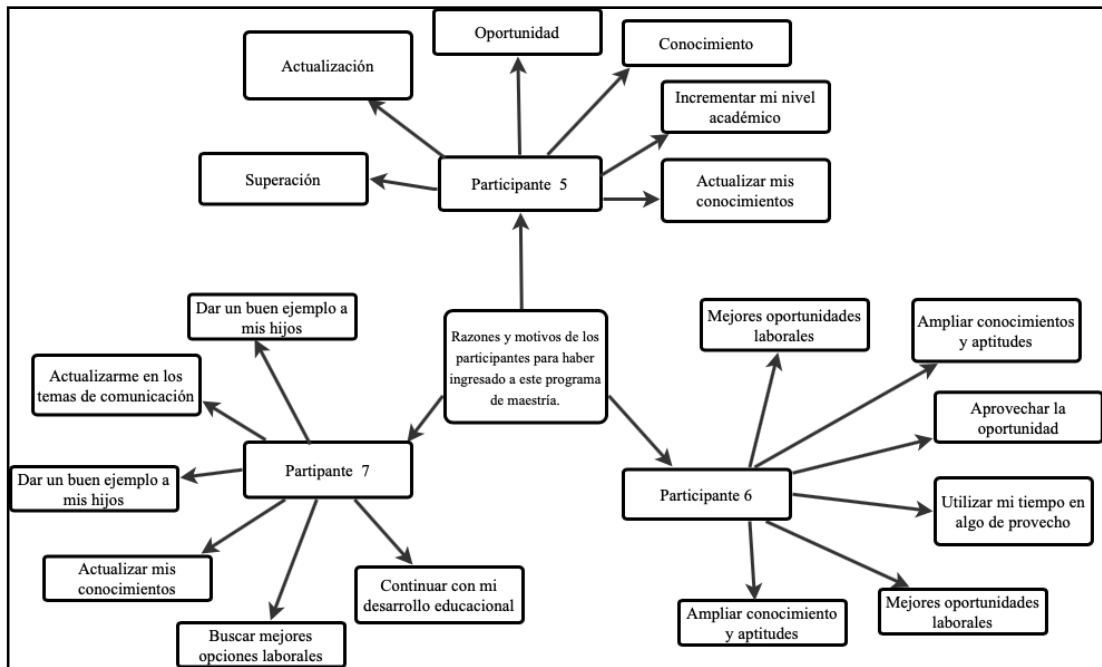 Oportunidad
Conocimiento
Actualización
Incrementar mi nivel
académico
Superación
Participante 5
Actualizar mis
conocimientos
Razones y motivos de los
participantes para haber
ingresado a este programa
de maestría.
Dar un buen ejemplo a
mis hijos
Actualizarme en los
temas de comunicación
Dar un buen ejemplo a
mis hijos
Partipante 7
Actualizar mis
conocimientos
Buscar mejores
opciones laborales
Continuar con mi
desarrollo educacional
Mejores oportunidades
laborales
Ampliar conocimientos
y aptitudes
Aprovechar la
oportunidad
Participante 6
Utilizar mi tiempo en
algo de provecho
Mejores oportunidades
laborales
Ampliar conocimiento
y aptitudes